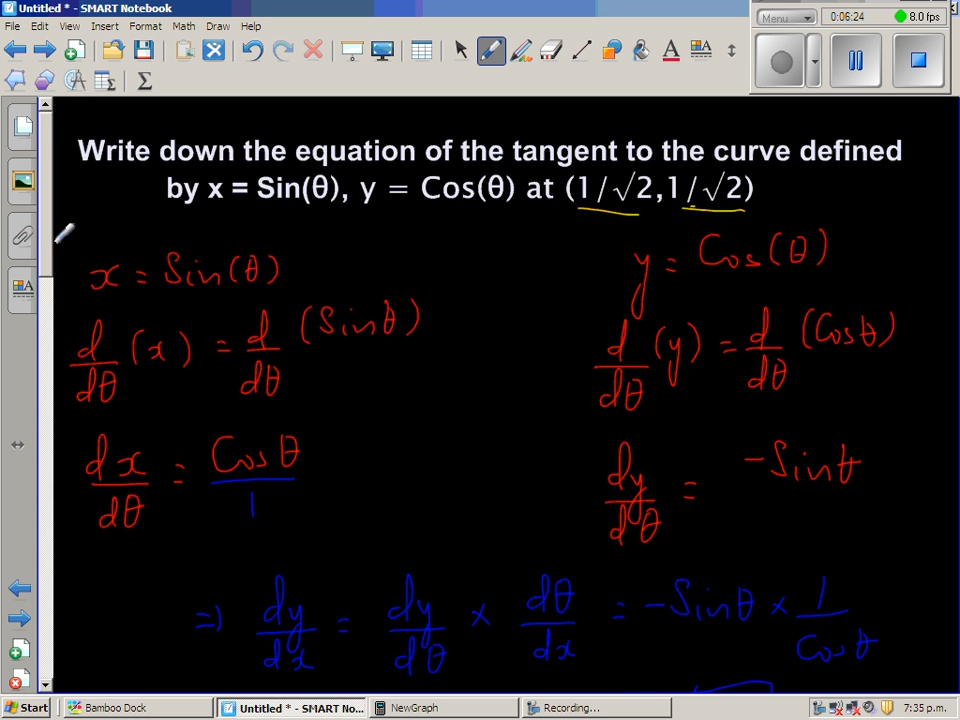 Untitled * - SMART Notebook
File Edit View Insert Format Math Draw Help
Menu 0:06:24 8.0 fps
Write down the equation of the tangent to the curve defined
by x = Sin(θ), y = Cos(θ) at (1/√2,1/√2)
x = Sin(θ) y = Cos(θ)
d/dθ (x) = d/dθ (Sinθ) d/dθ (y) = d/dθ (Cosθ)
dx/dθ = Cosθ/1 dy/dθ = -Sinθ
⇒ dy/dx = dy/dθ × dθ/dx = -Sinθ × 1/Cosθ
Start Bamboo Dock Untitled * - SMART No... NewGraph Recording... 7:35 p.m.